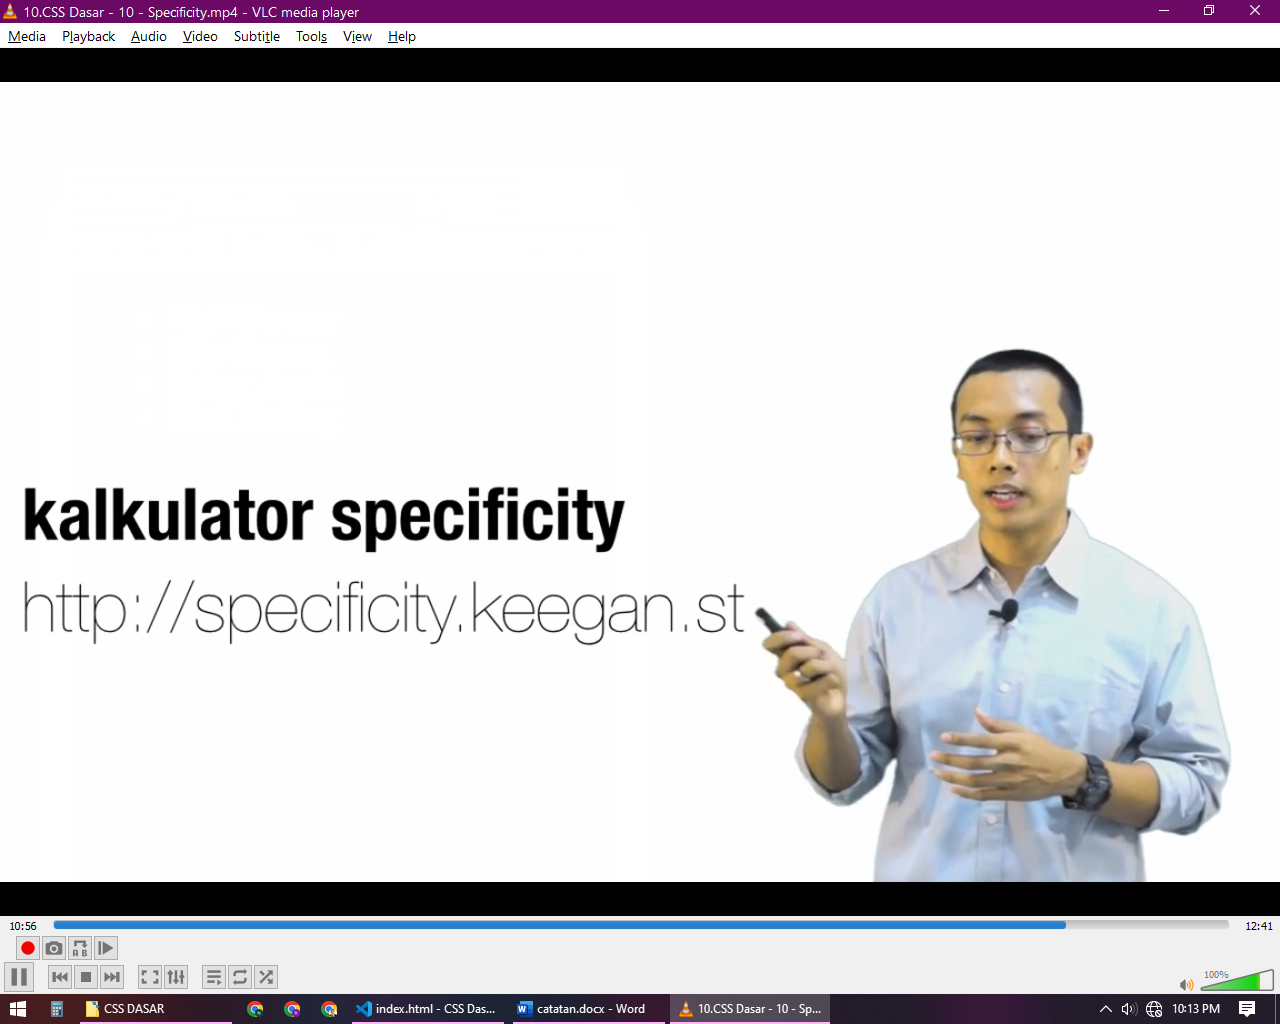 10.CSS Dasar - 10 - Specificity.mp4 - VLC media player
Media Playback Audio Video Subtitle Tools View Help
kalkulator specificity
http://specificity.keegan.st
10:56 12:41
A B
100%
CSS DASAR index.html - CSS Das... catatan.docx - Word 10.CSS Dasar - 10 - Sp... 10:13 PM